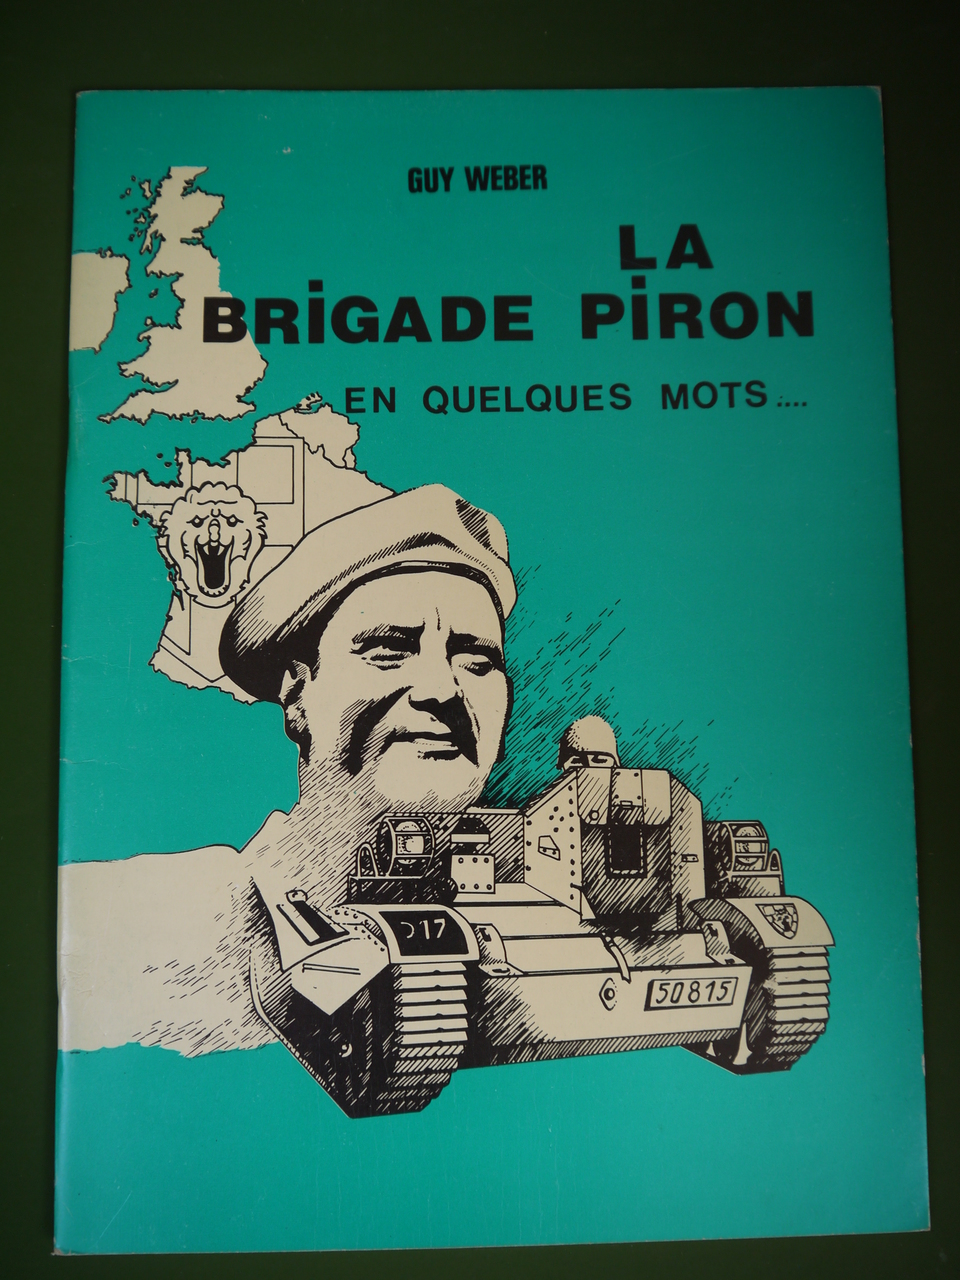 GUY WEBER
LA
BRiGADE PiRON
EN QUELQUES MOTS.....
17
50815